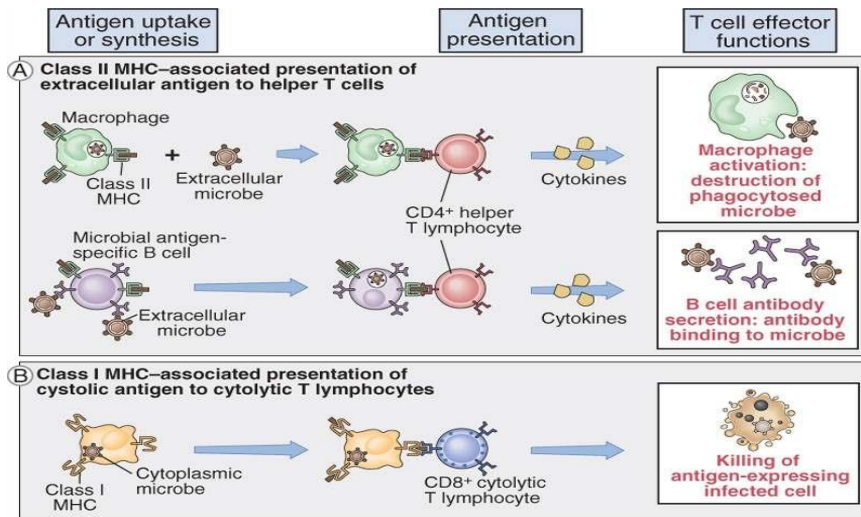 Antigen uptake
or synthesis
Antigen
presentation
T cell effector
functions
A
Class II MHC–associated presentation of
extracellular antigen to helper T cells
Macrophage
Class II
MHC
+
Extracellular
microbe
CD4+ helper
T lymphocyte
Cytokines
Macrophage
activation:
destruction of
phagocytosed
microbe
Microbial antigen-
specific B cell
Extracellular
microbe
Cytokines
B cell antibody
secretion: antibody
binding to microbe
B
Class I MHC–associated presentation of
cystolic antigen to cytolytic T lymphocytes
Class I
MHC
Cytoplasmic
microbe
CD8+ cytolytic
T lymphocyte
Killing of
antigen-expressing
infected cell